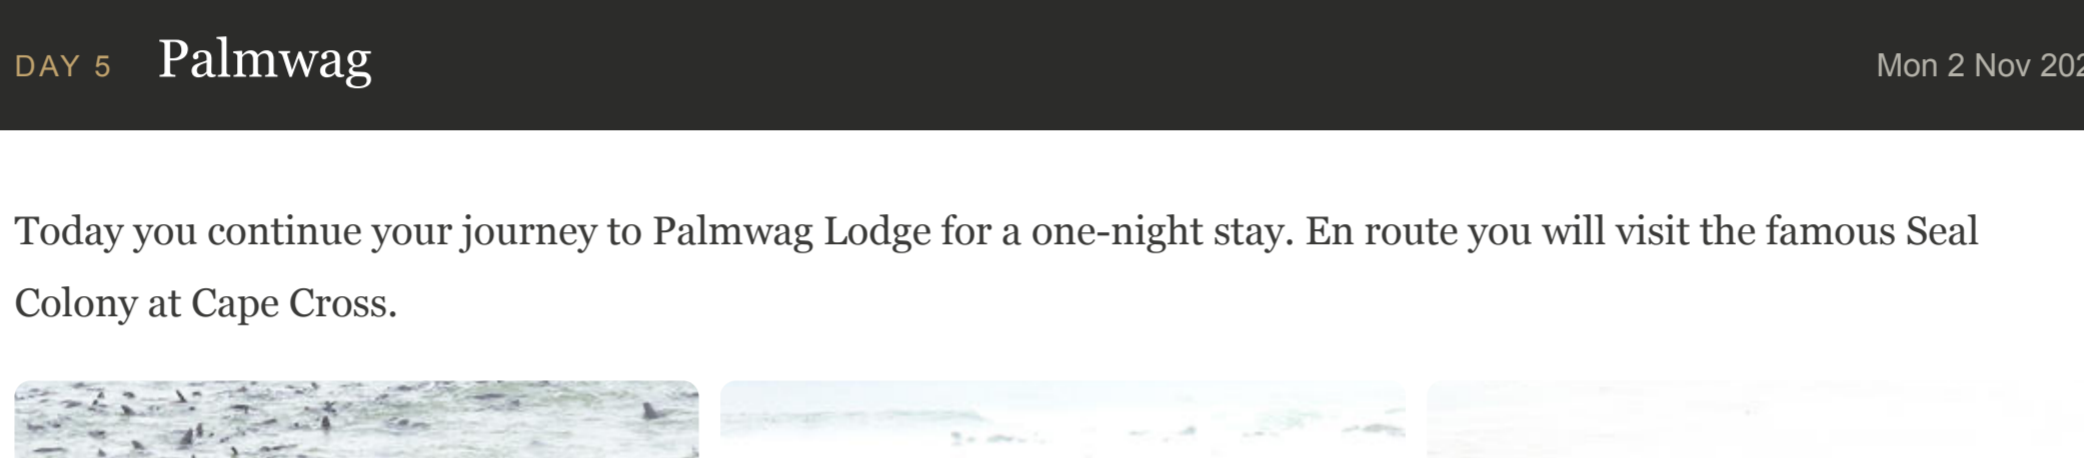 DAY 5 Palmwag Mon 2 Nov 202
Today you continue your journey to Palmwag Lodge for a one-night stay. En route you will visit the famous Seal
Colony at Cape Cross.